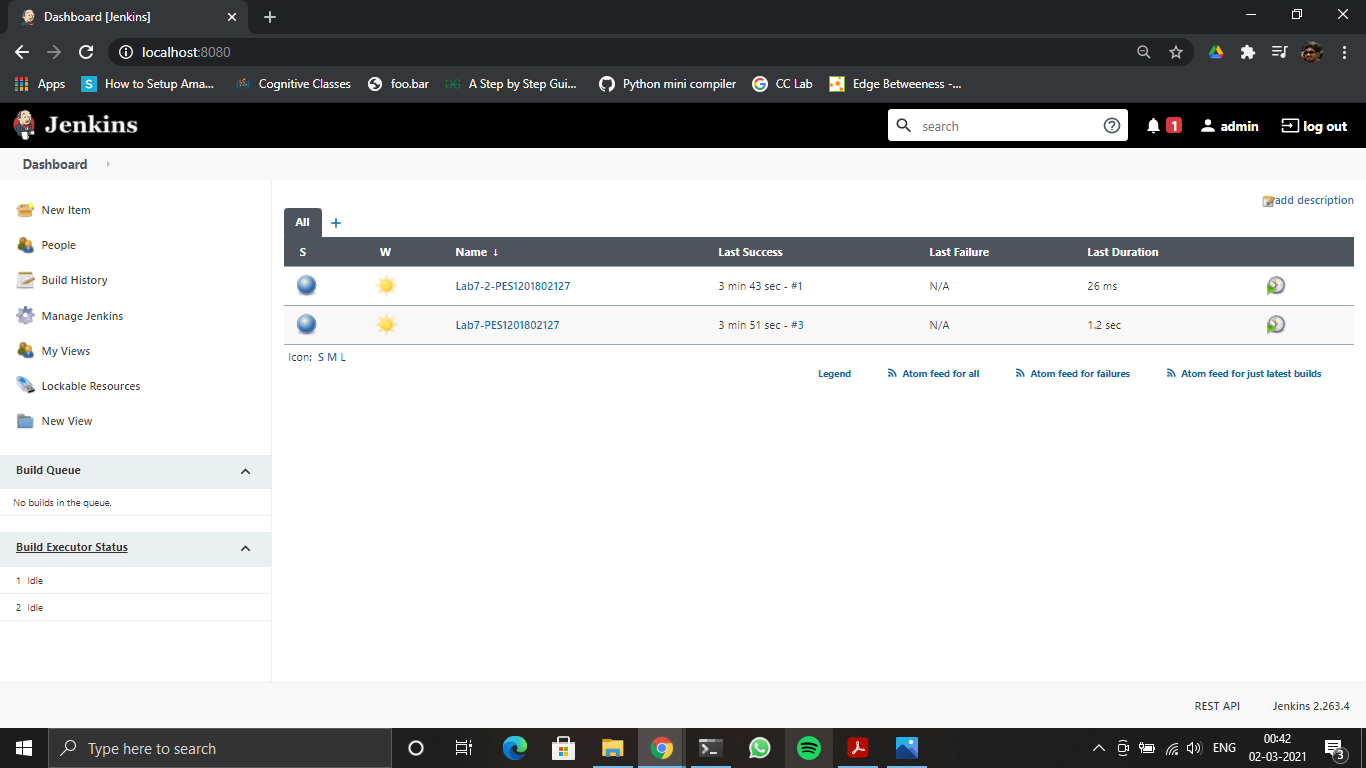 Dashboard [Jenkins]
localhost:8080
Apps
S How to Setup Ama...
Cognitive Classes
foo.bar
A Step by Step Gui...
Python mini compiler
CC Lab
Edge Betweeness -...
Jenkins
search
1
admin
log out
Dashboard
New Item
People
Build History
Manage Jenkins
My Views
Lockable Resources
New View
Build Queue
No builds in the queue.
Build Executor Status
1 Idle
2 Idle
add description
All +
S W Name ↓ Last Success Last Failure Last Duration
Lab7-2-PES1201802127 3 min 43 sec - #1 N/A 26 ms
Lab7-PES1201802127 3 min 51 sec - #3 N/A 1.2 sec
Icon: S M L
Legend Atom feed for all Atom feed for failures Atom feed for just latest builds
REST API Jenkins 2.263.4
Type here to search
ENG
00:42
02-03-2021
3